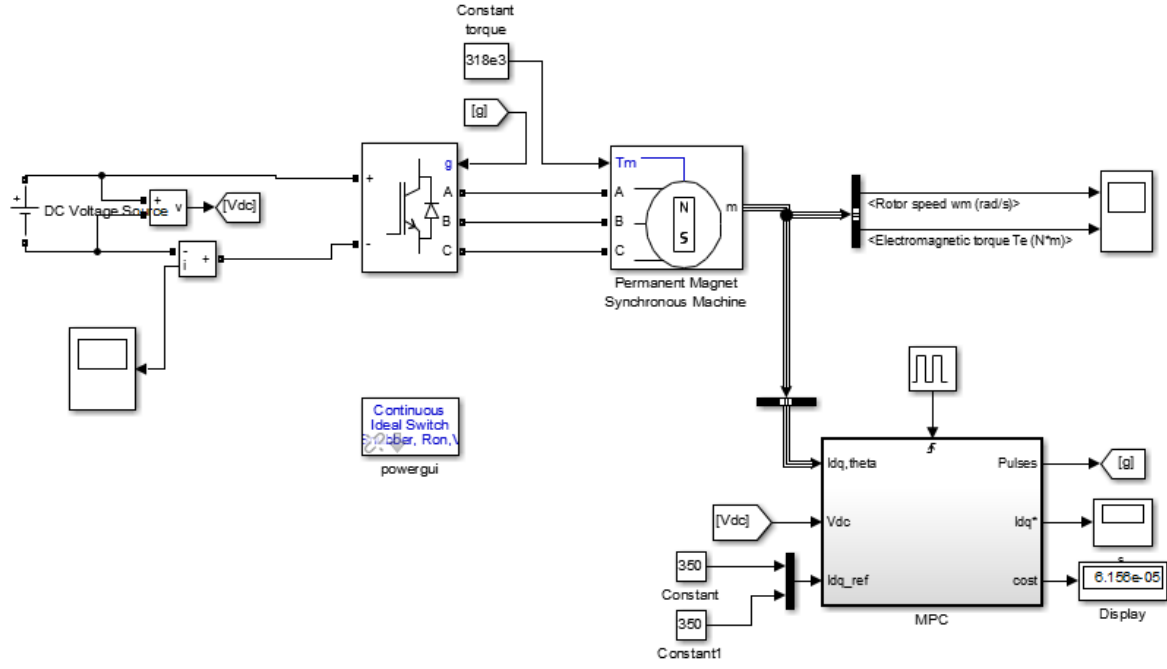 Constant
torque
318e3
[g]
g
Tm
+
+
A
A
DC Voltage Source
+
v
[Vdc]
B
B
N
S
m
<Rotor speed wm (rad/s)>
-
-
+
i
-
C
C
<Electromagnetic torque Te (N*m)>
Permanent Magnet
Synchronous Machine
Continuous
Ideal Switch
Ron,V
powergui
Idq,theta
Pulses
[g]
[Vdc]
Vdc
Idq*
350
Idq_ref
cost
6.156e-05
Constant
Display
350
MPC
Constant1